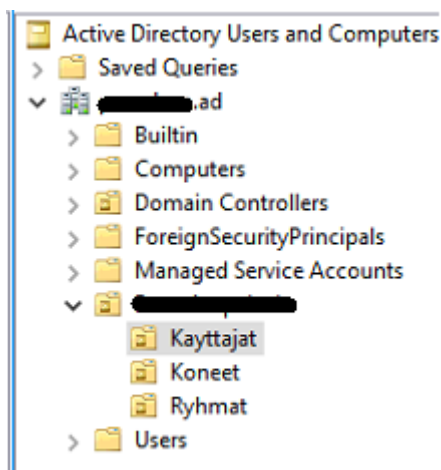 Active Directory Users and Computers
Saved Queries
.ad
Builtin
Computers
Domain Controllers
ForeignSecurityPrincipals
Managed Service Accounts
Kayttajat
Koneet
Ryhmat
Users